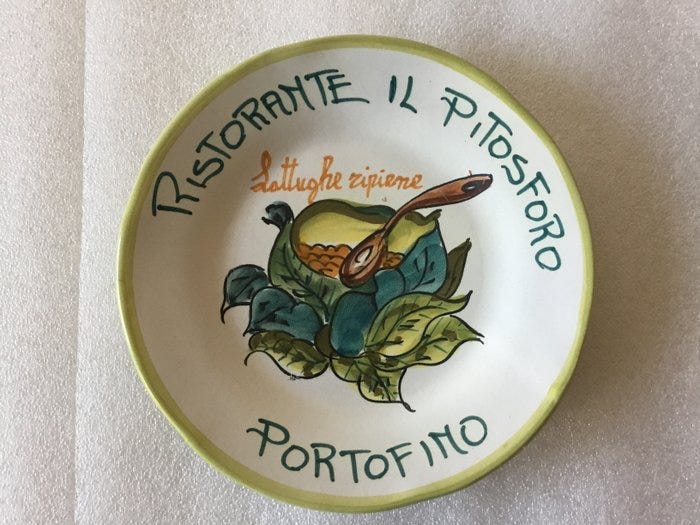 RISTORANTE IL PITOSFORO
Lattughe ripiene
PORTOFINO